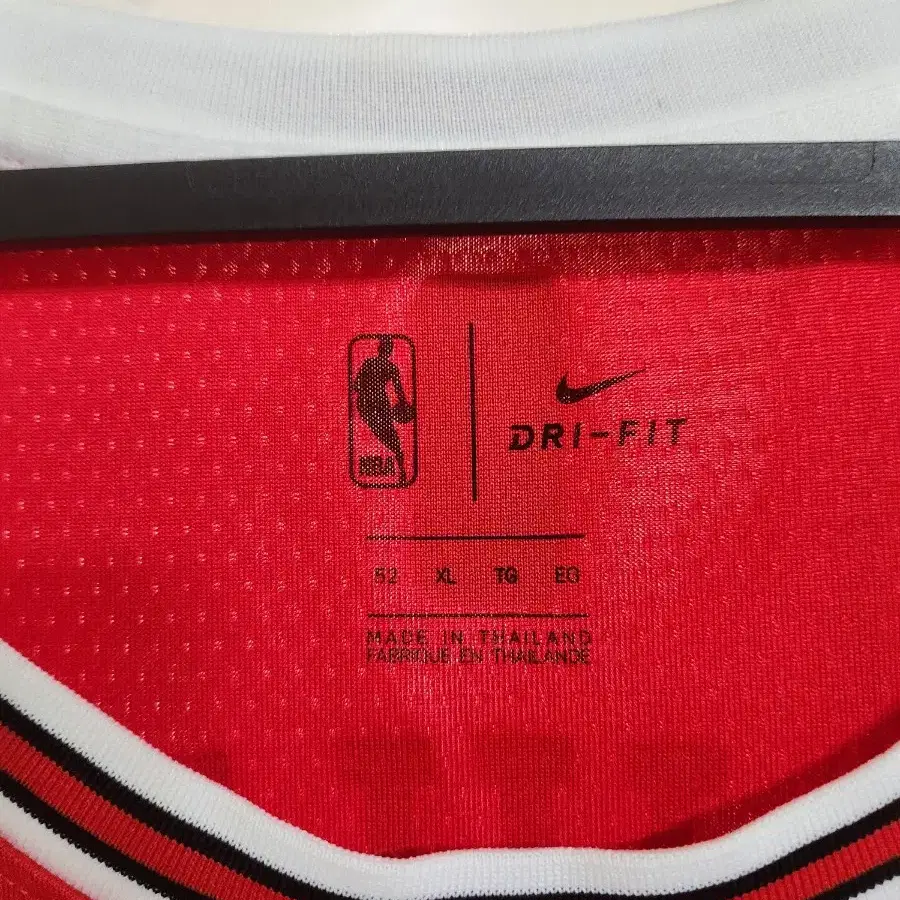 NBA
DRI-FIT
52 XL TG EG
MADE IN THAILAND
FABRIQUE EN THAILANDE